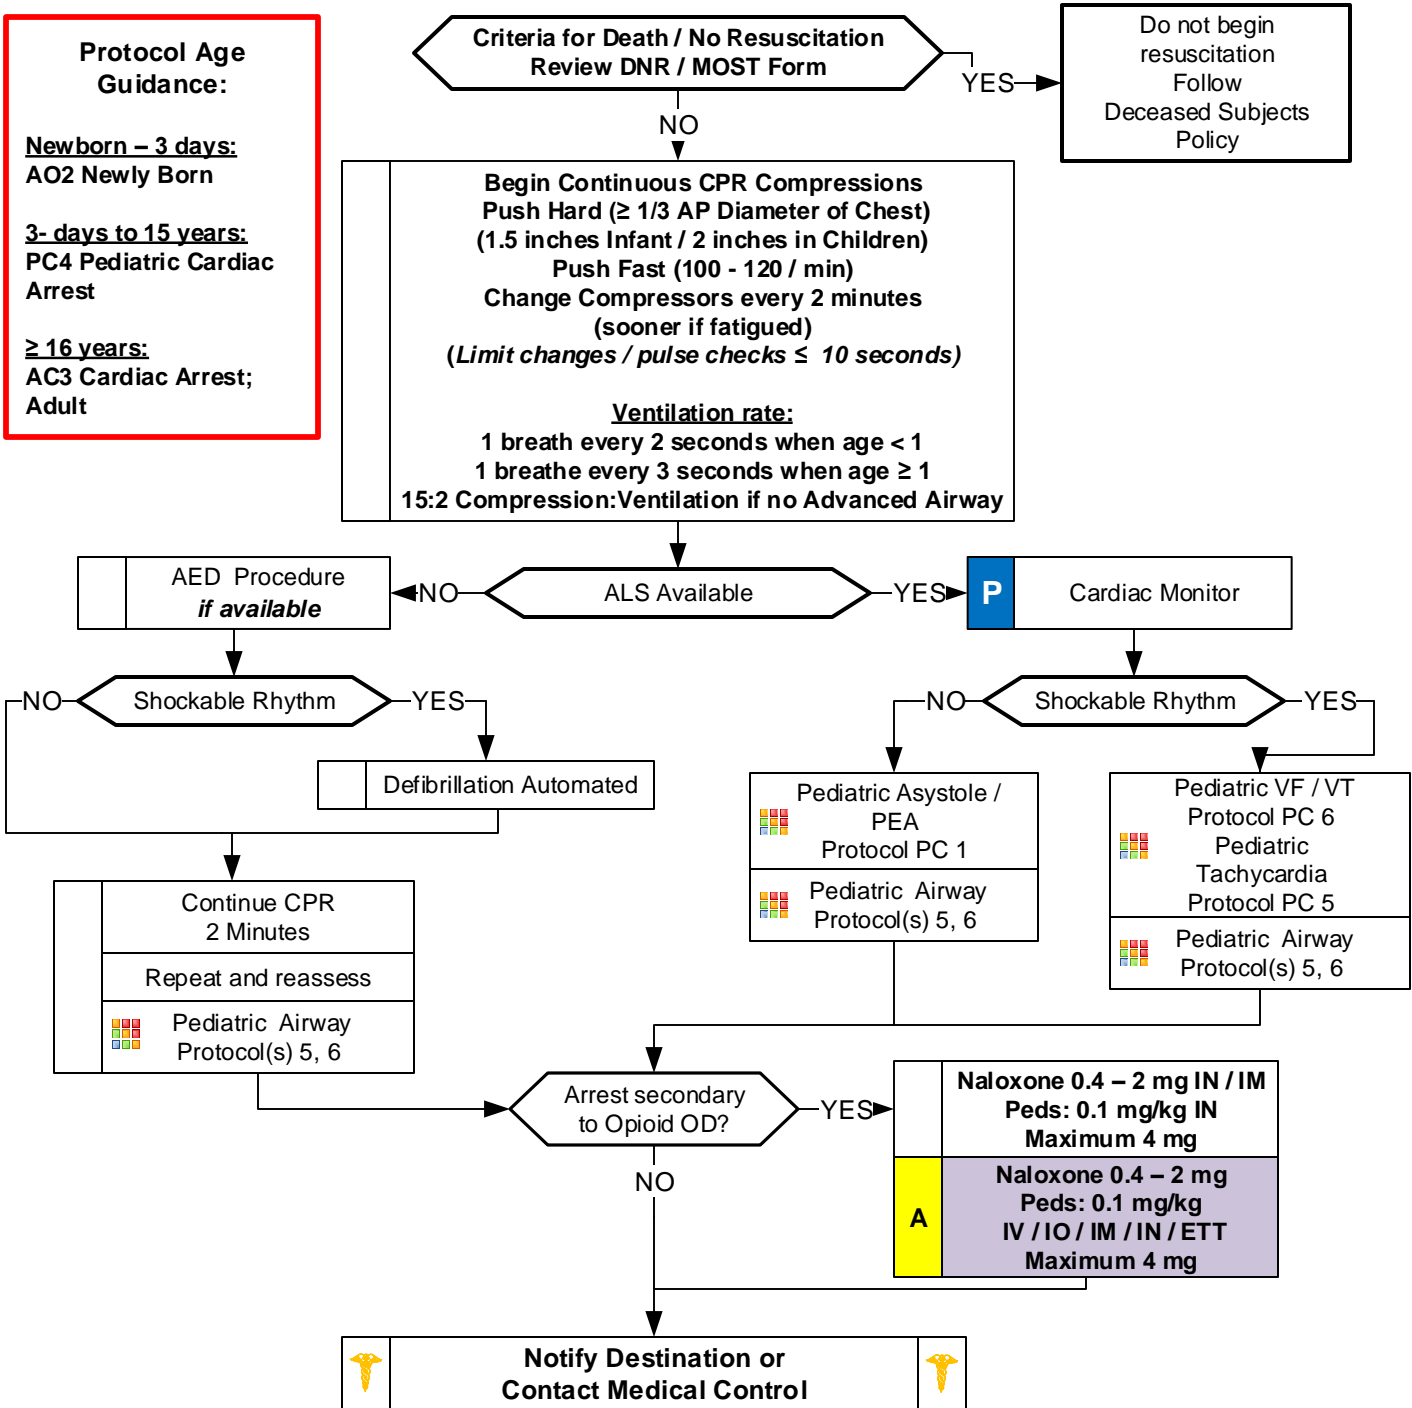 Protocol Age
Guidance:
Newborn – 3 days:
AO2 Newly Born
3- days to 15 years:
PC4 Pediatric Cardiac
Arrest
≥ 16 years:
AC3 Cardiac Arrest;
Adult
Criteria for Death / No Resuscitation
Review DNR / MOST Form
YES
Do not begin
resuscitation
Follow
Deceased Subjects
Policy
NO
Begin Continuous CPR Compressions
Push Hard (≥ 1/3 AP Diameter of Chest)
(1.5 inches Infant / 2 inches in Children)
Push Fast (100 - 120 / min)
Change Compressors every 2 minutes
(sooner if fatigued)
(Limit changes / pulse checks ≤ 10 seconds)
Ventilation rate:
1 breath every 2 seconds when age < 1
1 breathe every 3 seconds when age ≥ 1
15:2 Compression:Ventilation if no Advanced Airway
AED Procedure
if available
NO
ALS Available
YES
P
Cardiac Monitor
NO
Shockable Rhythm
YES
NO
Shockable Rhythm
YES
Defibrillation Automated
Pediatric Asystole /
PEA
Protocol PC 1
Pediatric Airway
Protocol(s) 5, 6
Pediatric VF / VT
Protocol PC 6
Pediatric
Tachycardia
Protocol PC 5
Pediatric Airway
Protocol(s) 5, 6
Continue CPR
2 Minutes
Repeat and reassess
Pediatric Airway
Protocol(s) 5, 6
Arrest secondary
to Opioid OD?
YES
Naloxone 0.4 – 2 mg IN / IM
Peds: 0.1 mg/kg IN
Maximum 4 mg
A
Naloxone 0.4 – 2 mg
Peds: 0.1 mg/kg
IV / IO / IM / IN / ETT
Maximum 4 mg
NO
Notify Destination or
Contact Medical Control